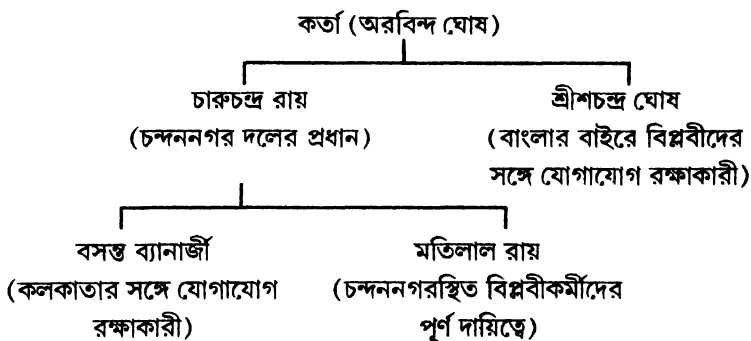 কর্তা (অরবিন্দ ঘোষ)
চারুচন্দ্র রায়
(চন্দননগর দলের প্রধান)
শ্রীশচন্দ্র ঘোষ
(বাংলার বাইরে বিপ্লবীদের
সঙ্গে যোগাযোগ রক্ষাকারী)
বসন্ত ব্যানার্জী
(কলকাতার সঙ্গে যোগাযোগ
রক্ষাকারী)
মতিলাল রায়
(চন্দননগরস্থিত বিপ্লবীকর্মীদের
পূর্ণ দায়িত্বে)